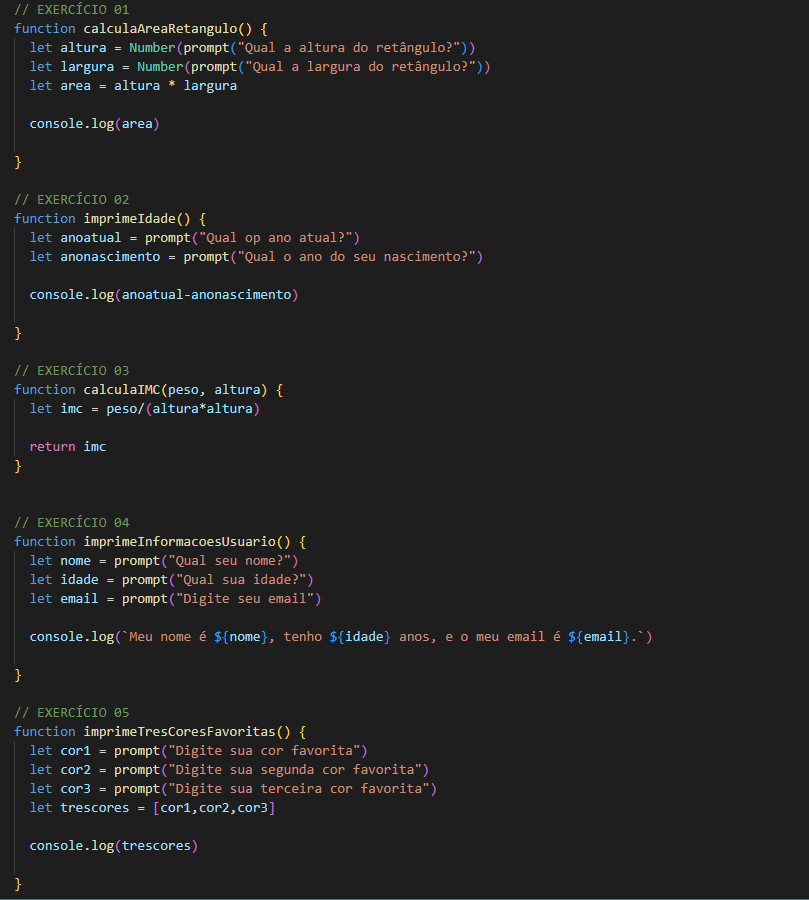 // EXERCÍCIO 01
function calculaAreaRetangulo() {
  let altura = Number(prompt("Qual a altura do retângulo?"))
  let largura = Number(prompt("Qual a largura do retângulo?"))
  let area = altura * largura

  console.log(area)

}

// EXERCÍCIO 02
function imprimeIdade() {
  let anoatual = prompt("Qual op ano atual?")
  let anonascimento = prompt("Qual o ano do seu nascimento?")

  console.log(anoatual-anonascimento)

}

// EXERCÍCIO 03
function calculaIMC(peso, altura) {
  let imc = peso/(altura*altura)

  return imc
}


// EXERCÍCIO 04
function imprimeInformacoesUsuario() {
  let nome = prompt("Qual seu nome?")
  let idade = prompt("Qual sua idade?")
  let email = prompt("Digite seu email")

  console.log(`Meu nome é ${nome}, tenho ${idade} anos, e o meu email é ${email}.`)

}

// EXERCÍCIO 05
function imprimeTresCoresFavoritas() {
  let cor1 = prompt("Digite sua cor favorita")
  let cor2 = prompt("Digite sua segunda cor favorita")
  let cor3 = prompt("Digite sua terceira cor favorita")
  let trescores = [cor1,cor2,cor3]

  console.log(trescores)

}